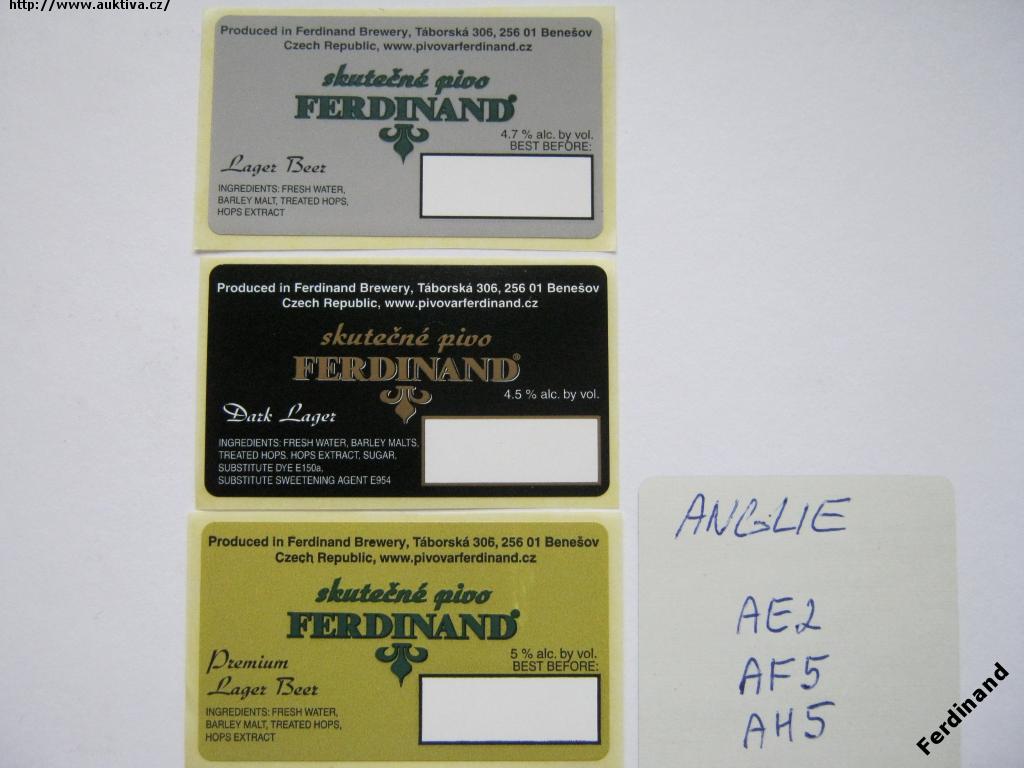 http://www.auktiva.cz/
Produced in Ferdinand Brewery, Táborská 306, 256 01 Benešov
Czech Republic, www.pivovarferdinand.cz
skutečné pivo
FERDINAND®
4.7 % alc. by vol.
BEST BEFORE:
Lager Beer
INGREDIENTS: FRESH WATER,
BARLEY MALT, TREATED HOPS,
HOPS EXTRACT
Produced in Ferdinand Brewery, Táborská 306, 256 01 Benešov
Czech Republic, www.pivovarferdinand.cz
skutečné pivo
FERDINAND®
4.5 % alc. by vol.
Dark Lager
INGREDIENTS: FRESH WATER, BARLEY MALTS,
TREATED HOPS. HOPS EXTRACT, SUGAR,
SUBSTITUTE DYE E150a,
SUBSTITUTE SWEETENING AGENT E954
Produced in Ferdinand Brewery, Táborská 306, 256 01 Benešov
Czech Republic, www.pivovarferdinand.cz
skutečné pivo
FERDINAND®
5 % alc. by vol.
BEST BEFORE:
Premium
Lager Beer
INGREDIENTS: FRESH WATER,
BARLEY MALT, TREATED HOPS,
HOPS EXTRACT
ANGLIE
AE2
AF5
AH5
Ferdinand